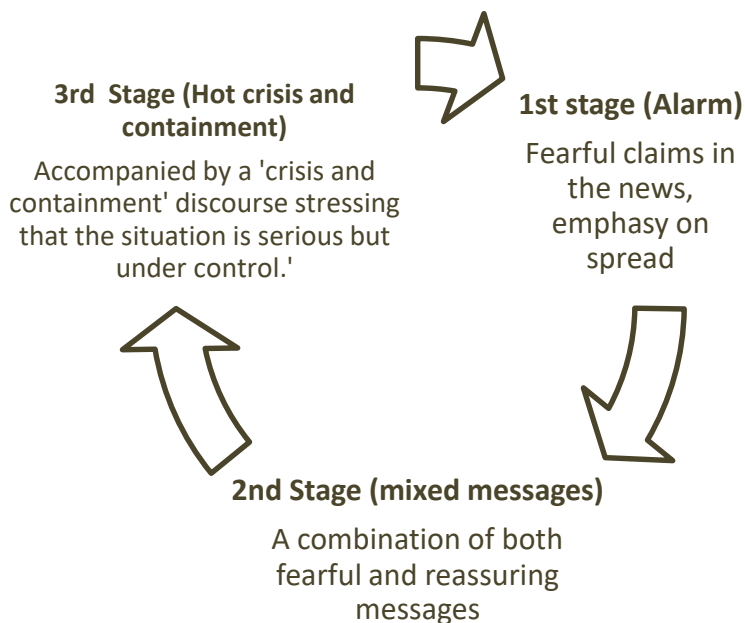 1st stage (Alarm)
Fearful claims in
the news,
emphasy on
spread
2nd Stage (mixed messages)
A combination of both
fearful and reassuring
messages
3rd  Stage (Hot crisis and
containment)
Accompanied by a 'crisis and
containment' discourse stressing
that the situation is serious but
under control.'